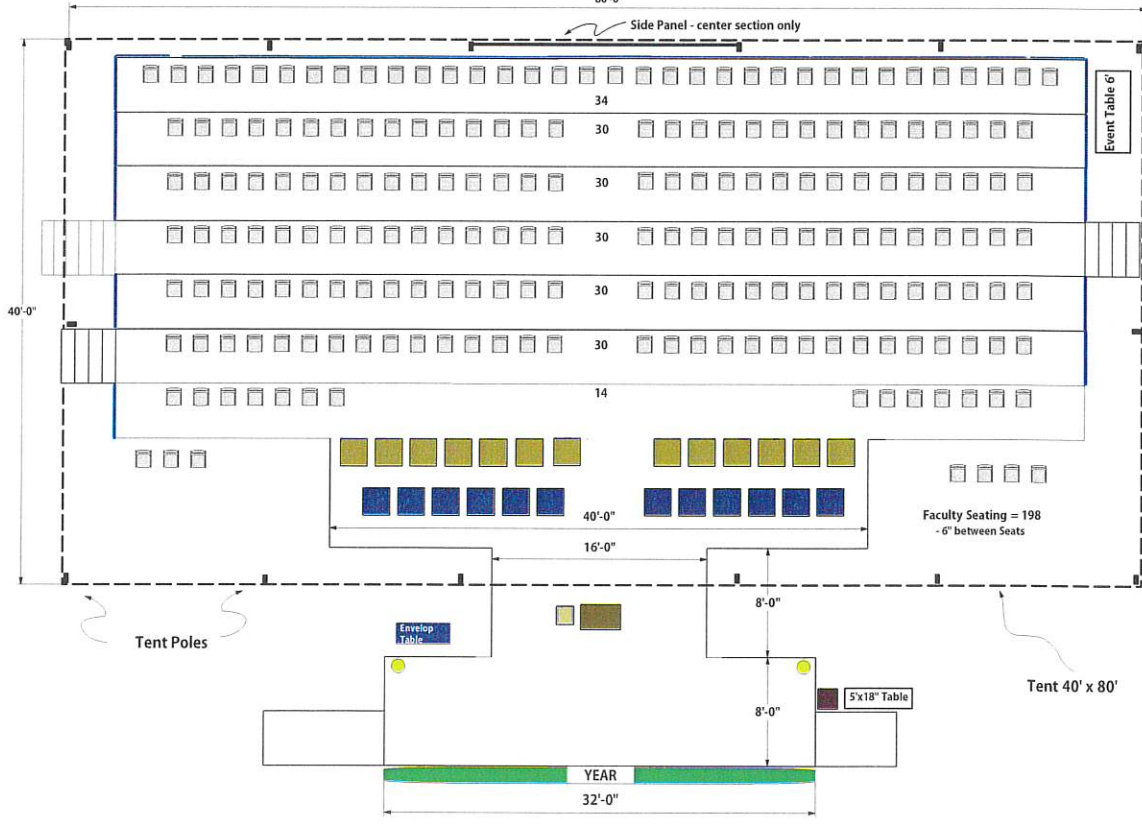 80'-0"
Side Panel - center section only
34
Event Table 6'
30
30
30
30
40'-0"
30
14
Faculty Seating = 198
- 6" between Seats
40'-0"
16'-0"
8'-0"
Envelop
Table
Tent Poles
Tent 40' x 80'
5'x18" Table
8'-0"
YEAR
32'-0"